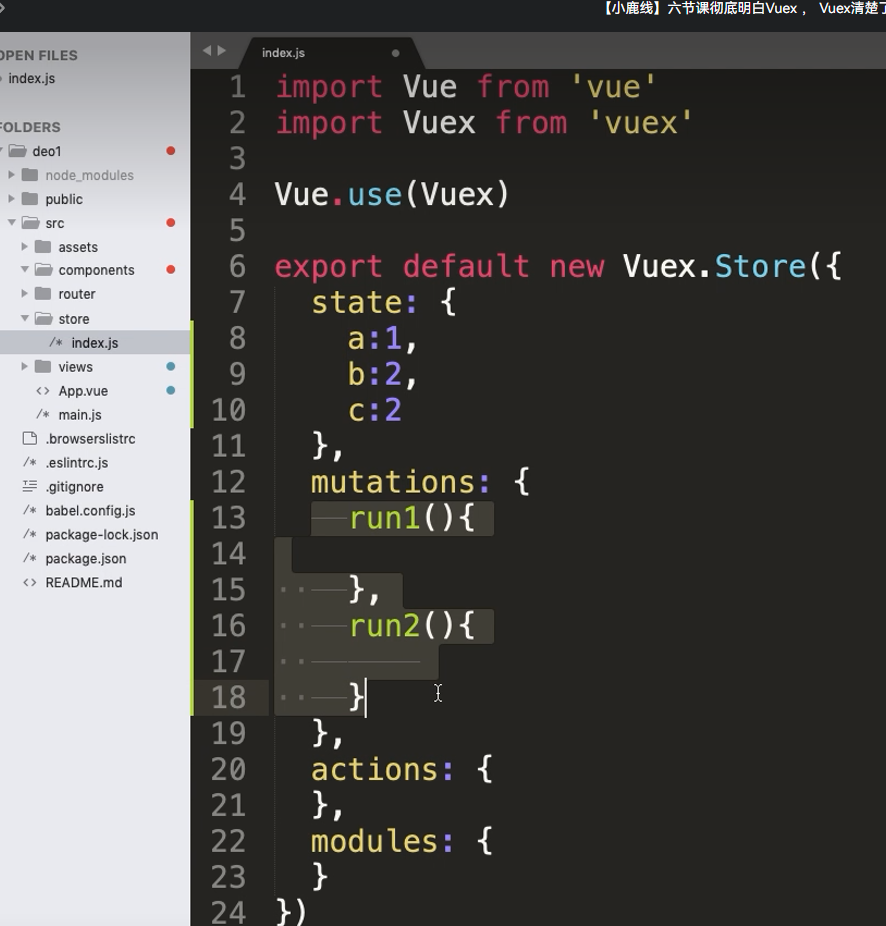 【小鹿线】六节课彻底明白Vuex ， Vuex清楚了
OPEN FILES
index.js
FOLDERS
deo1
node_modules
public
src
assets
components
router
store
/* index.js
views
<> App.vue
/* main.js
.browserslistrc
/* .eslintrc.js
.gitignore
/* babel.config.js
/* package-lock.json
/* package.json
<> README.md
index.js
1 import Vue from 'vue'
2 import Vuex from 'vuex'
3
4 Vue.use(Vuex)
5
6 export default new Vuex.Store({
7 state: {
8 a:1,
9 b:2,
10 c:2
11 },
12 mutations: {
13 run1(){
14
15 },
16 run2(){
17
18 }
19 },
20 actions: {
21 },
22 modules: {
23 }
24 })